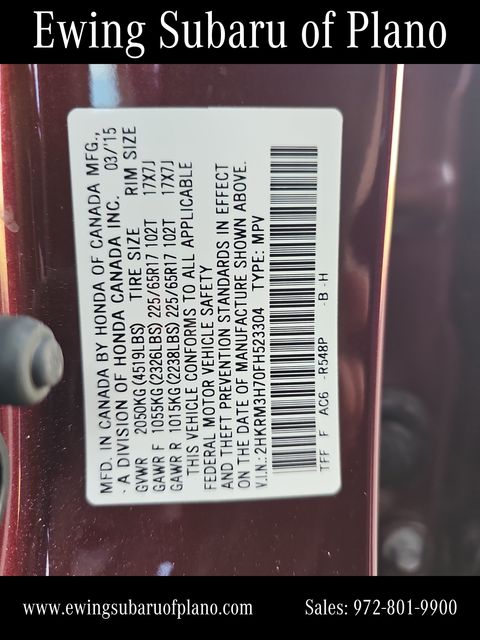 Ewing Subaru of Plano
MFD. IN CANADA BY HONDA OF CANADA MFG.,
A DIVISION OF HONDA CANADA INC. 03/'15
GVWR 2050KG(4519LBS) TIRE SIZE RIM SIZE
GAWR F 1055KG(2326LBS) 225/65R17 102T 17X7J
GAWR R 1015KG(2238LBS) 225/65R17 102T 17X7J
THIS VEHICLE CONFORMS TO ALL APPLICABLE
FEDERAL MOTOR VEHICLE SAFETY
AND THEFT PREVENTION STANDARDS IN EFFECT
ON THE DATE OF MANUFACTURE SHOWN ABOVE.
V.I.N.: 2HKRM3H70FH523304 TYPE: MPV
TFF F AC6 -R548P -B -H
www.ewingsubaruofplano.com Sales: 972-801-9900